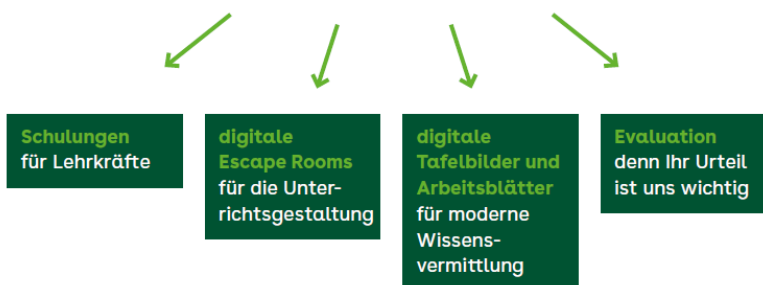 Schulungen
für Lehrkräfte
digitale
Escape Rooms
für die Unter-
richtsgestaltung
digitale
Tafelbilder und
Arbeitsblätter
für moderne
Wissens-
vermittlung
Evaluation
denn Ihr Urteil
ist uns wichtig